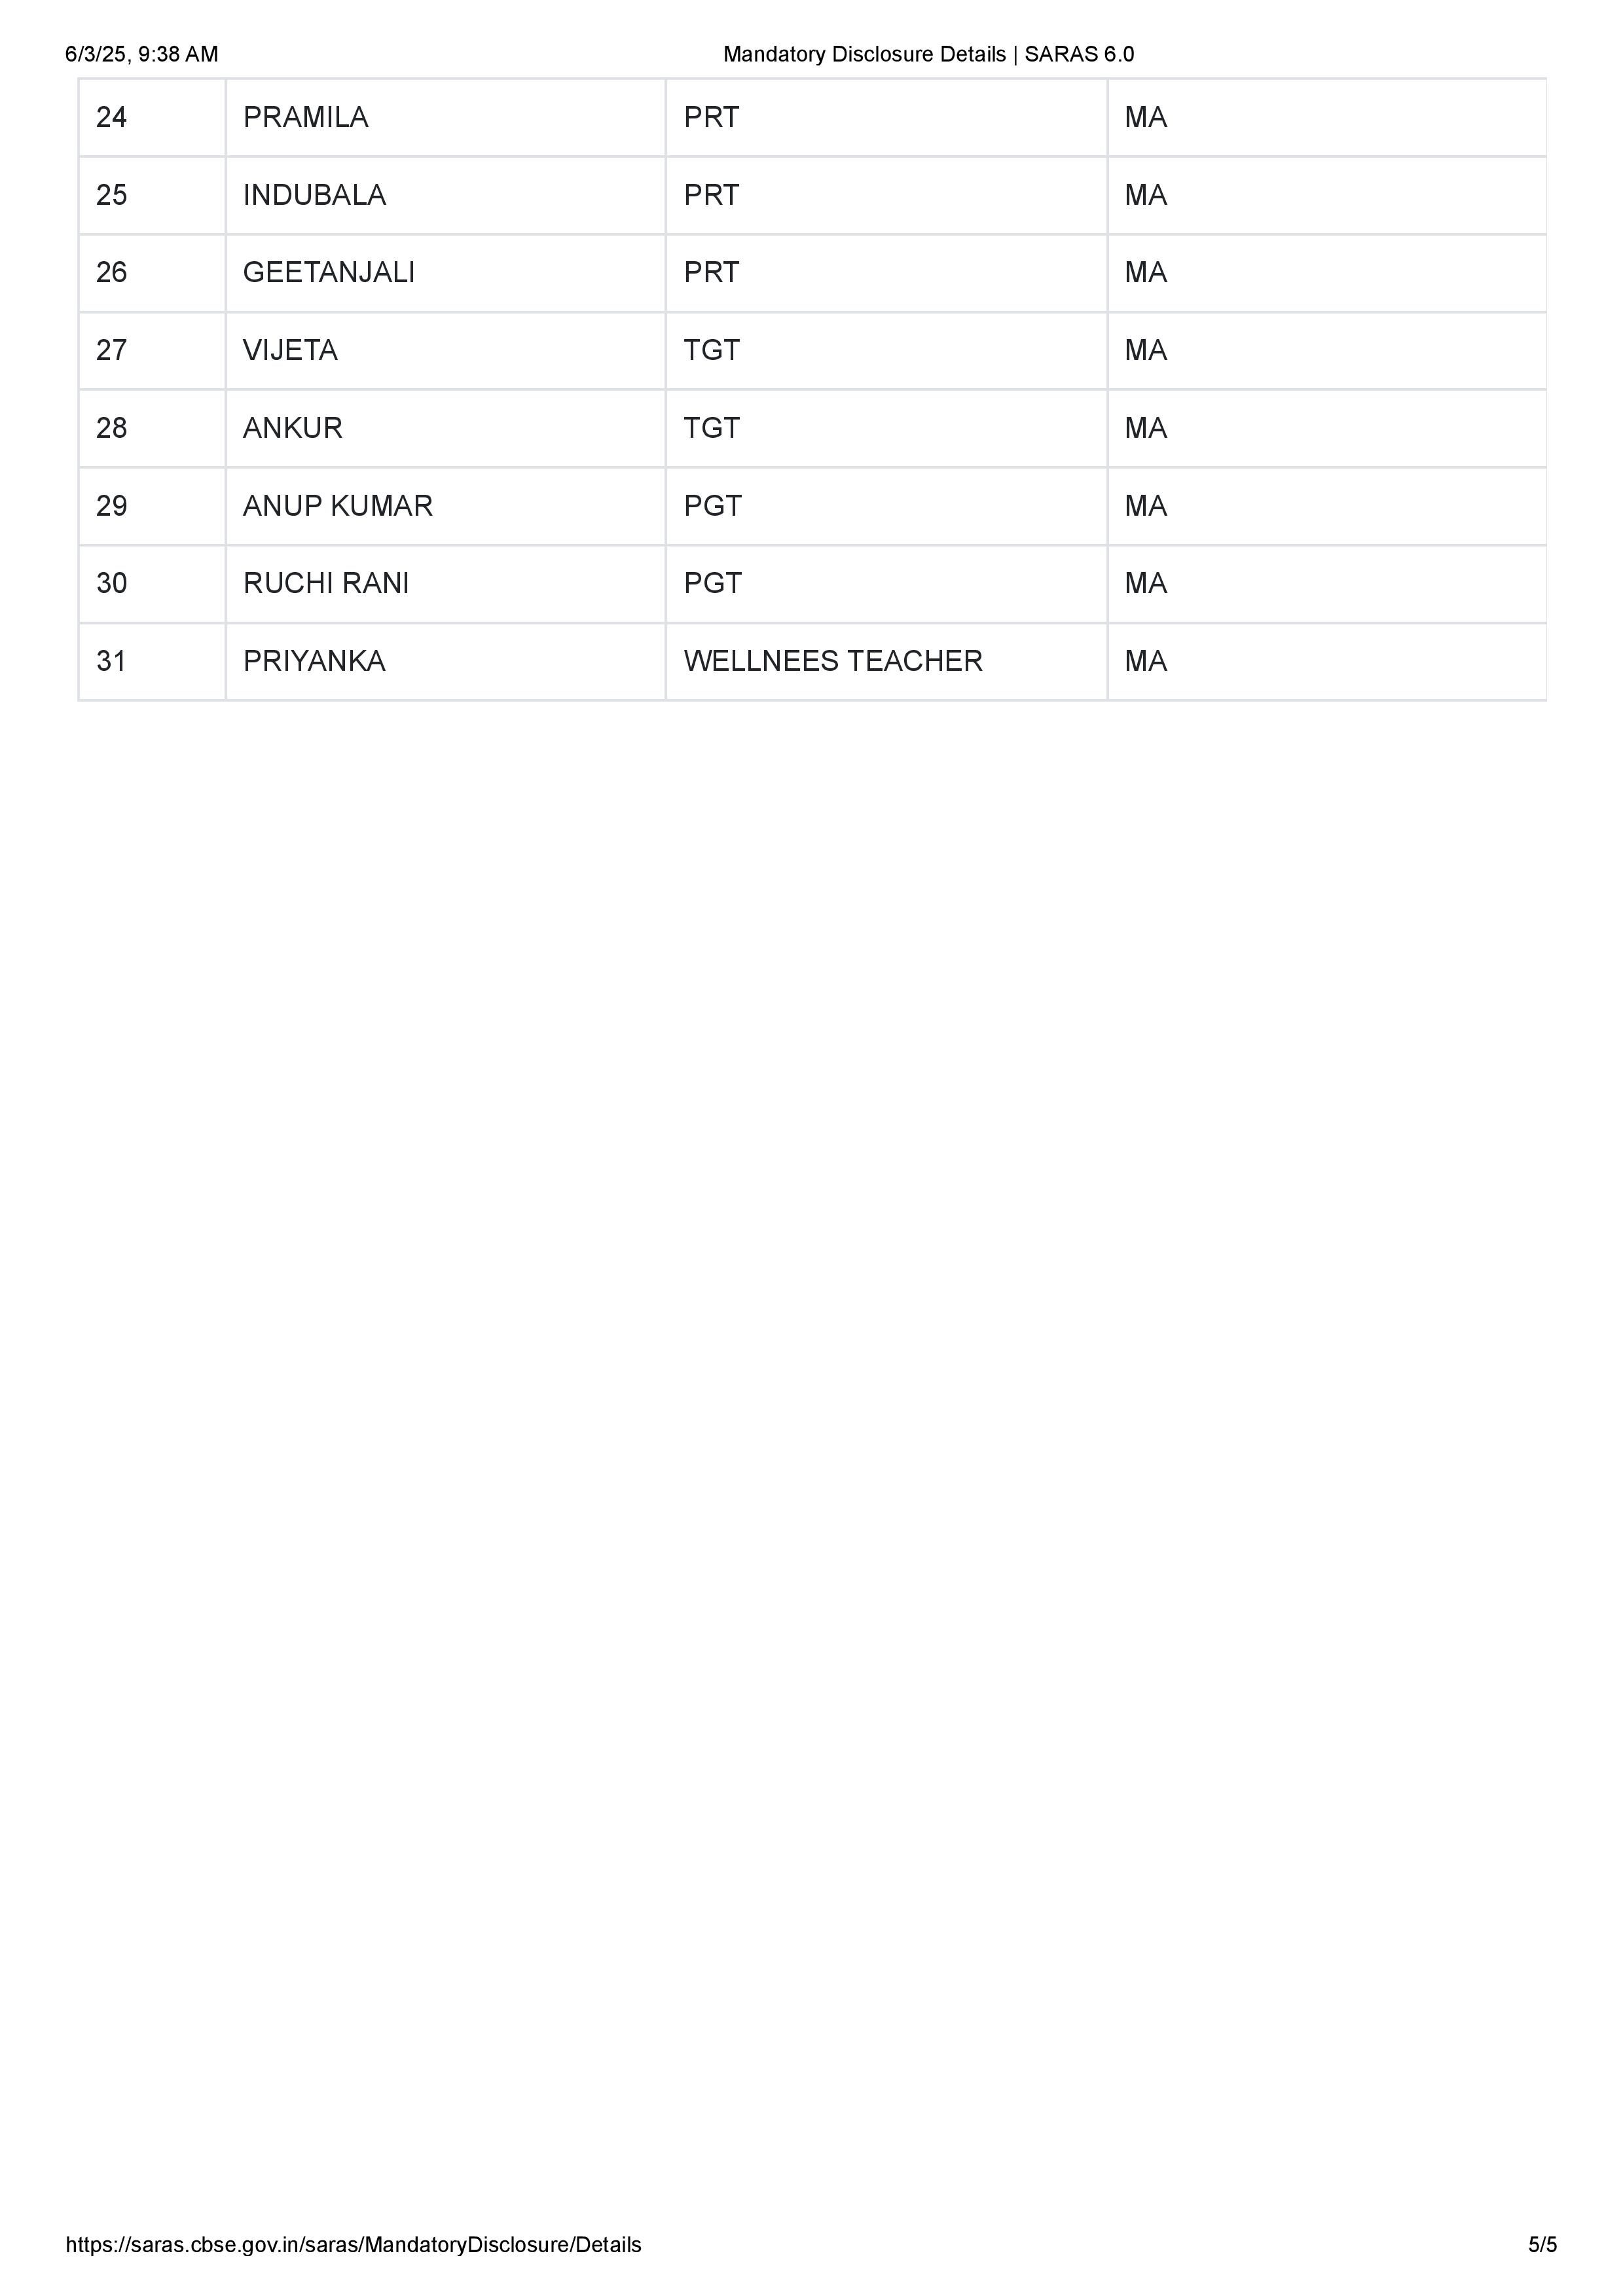 6/3/25, 9:38 AM Mandatory Disclosure Details | SARAS 6.0
24 PRAMILA PRT MA
25 INDUBALA PRT MA
26 GEETANJALI PRT MA
27 VIJETA TGT MA
28 ANKUR TGT MA
29 ANUP KUMAR PGT MA
30 RUCHI RANI PGT MA
31 PRIYANKA WELLNEES TEACHER MA
https://saras.cbse.gov.in/saras/MandatoryDisclosure/Details 5/5